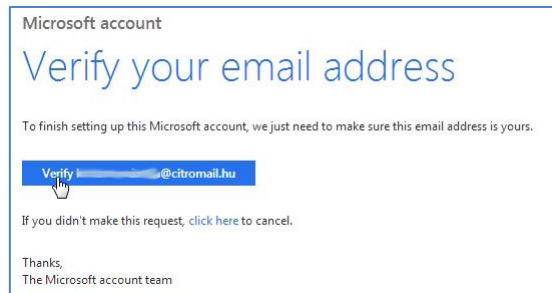 Microsoft account
Verify your email address
To finish setting up this Microsoft account, we just need to make sure this email address is yours.
Verify @citromail.hu
If you didn't make this request, click here to cancel.
Thanks,
The Microsoft account team